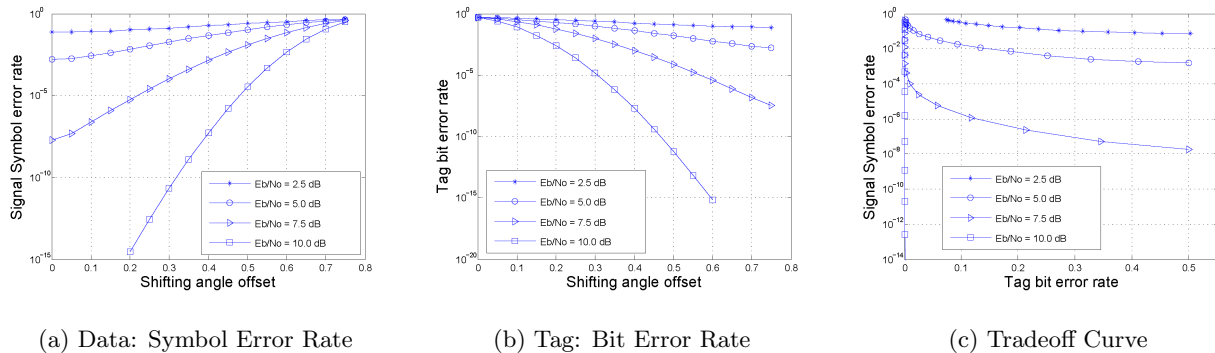 Signal Symbol error rate
10^0
10^-5
10^-10
10^-15
0 0.1 0.2 0.3 0.4 0.5 0.6 0.7 0.8
Shifting angle offset
Eb/No = 2.5 dB
Eb/No = 5.0 dB
Eb/No = 7.5 dB
Eb/No = 10.0 dB
(a) Data: Symbol Error Rate
Tag bit error rate
10^0
10^-5
10^-10
10^-15
10^-20
0 0.1 0.2 0.3 0.4 0.5 0.6 0.7 0.8
Shifting angle offset
Eb/No = 2.5 dB
Eb/No = 5.0 dB
Eb/No = 7.5 dB
Eb/No = 10.0 dB
(b) Tag: Bit Error Rate
Signal Symbol error rate
10^0
10^-2
10^-4
10^-6
10^-8
10^-10
10^-12
10^-14
0 0.1 0.2 0.3 0.4 0.5
Tag bit error rate
Eb/No = 2.5 dB
Eb/No = 5.0 dB
Eb/No = 7.5 dB
Eb/No = 10.0 dB
(c) Tradeoff Curve